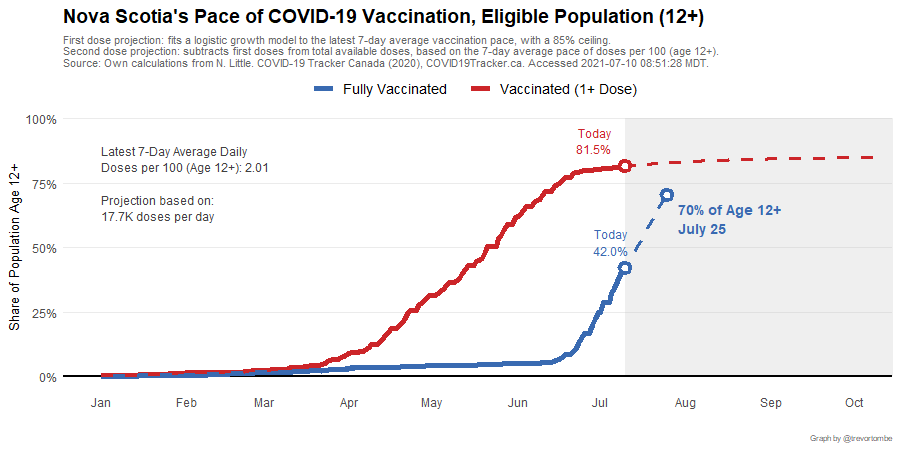 Nova Scotia's Pace of COVID-19 Vaccination, Eligible Population (12+)
First dose projection: fits a logistic growth model to the latest 7-day average vaccination pace, with a 85% ceiling.
Second dose projection: subtracts first doses from total available doses, based on the 7-day average pace of doses per 100 (age 12+).
Source: Own calculations from N. Little. COVID-19 Tracker Canada (2020), COVID19Tracker.ca. Accessed 2021-07-10 08:51:28 MDT.
Fully Vaccinated
Vaccinated (1+ Dose)
Share of Population Age 12+
100%
75%
50%
25%
0%
Latest 7-Day Average Daily
Doses per 100 (Age 12+): 2.01
Projection based on:
17.7K doses per day
Today
81.5%
Today
42.0%
70% of Age 12+
July 25
Jan
Feb
Mar
Apr
May
Jun
Jul
Aug
Sep
Oct
Graph by @trevortombe